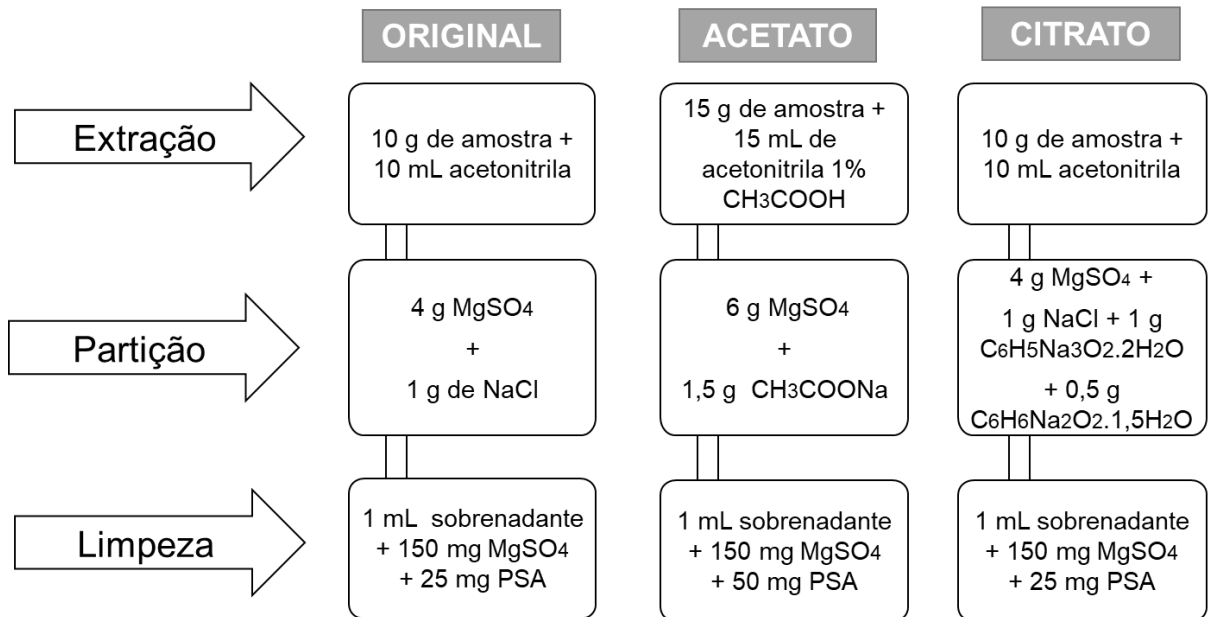 ORIGINAL
ACETATO
CITRATO
Extração
10 g de amostra +
10 mL acetonitrila
15 g de amostra +
15 mL de
acetonitrila 1%
CH3COOH
10 g de amostra +
10 mL acetonitrila
Partição
4 g MgSO4
+
1 g de NaCl
6 g MgSO4
+
1,5 g CH3COONa
4 g MgSO4 +
1 g NaCl + 1 g
C6H5Na3O2.2H2O
+ 0,5 g
C6H6Na2O2.1,5H2O
Limpeza
1 mL sobrenadante
+ 150 mg MgSO4
+ 25 mg PSA
1 mL sobrenadante
+ 150 mg MgSO4
+ 50 mg PSA
1 mL sobrenadante
+ 150 mg MgSO4
+ 25 mg PSA